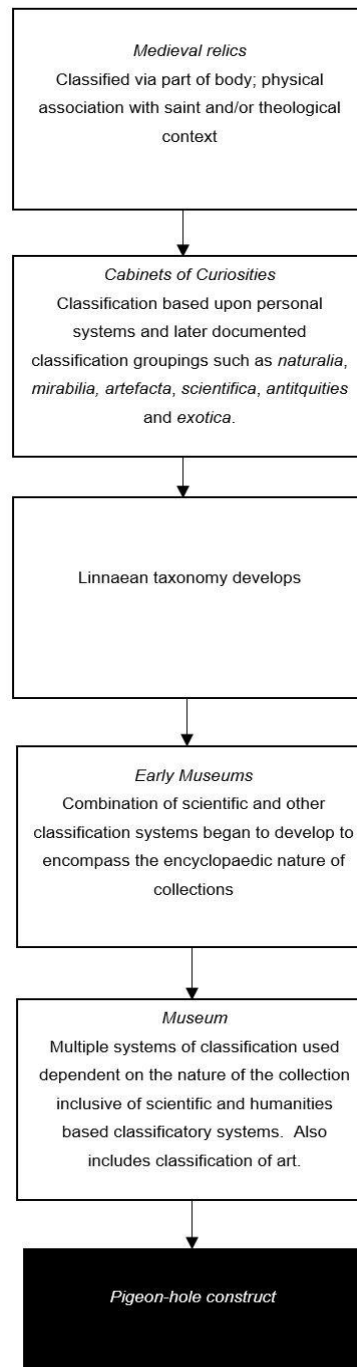 Medieval relics
Classified via part of body; physical
association with saint and/or theological
context
Cabinets of Curiosities
Classification based upon personal
systems and later documented
classification groupings such as naturalia,
mirabilia, artefacta, scientifica, antitquities
and exotica.
Linnaean taxonomy develops
Early Museums
Combination of scientific and other
classification systems began to develop to
encompass the encyclopaedic nature of
collections
Museum
Multiple systems of classification used
dependent on the nature of the collection
inclusive of scientific and humanities
based classificatory systems.  Also
includes classification of art.
Pigeon-hole construct